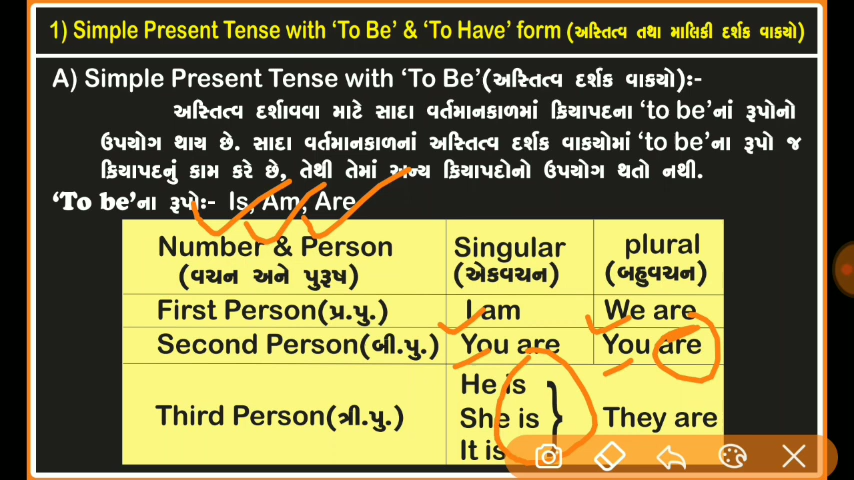 1) Simple Present Tense with ‘To Be’ & ‘To Have’ form (અસ્તિત્વ તથા માલિકી દર્શક વાકયો)
A) Simple Present Tense with ‘To Be’(અસ્તિત્વ દર્શક વાકયો):-
અસ્તિત્વ દર્શાવવા માટે સાદા વર્તમાનકાળમાં ક્રિયાપદના ‘to be’નાં રૂપોનો
ઉપયોગ થાય છે. સાદા વર્તમાનકાળનાં અસ્તિત્વ દર્શક વાકયોમાં ‘to be’ના રૂપો જ
ક્રિયાપદનું કામ કરે છે, તેથી તેમાં અન્ય ક્રિયાપદોનો ઉપયોગ થતો નથી.
‘To be’ના રૂપોઃ- Is, Am, Are
Number & Person Singular plural
(વચન અને પુરૂષ) (એકવચન) (બહુવચન)
First Person(પ્ર.પુ.) I am We are
Second Person(બી.પુ.) You are You are
He is
Third Person(ત્રી.પુ.) She is They are
It is